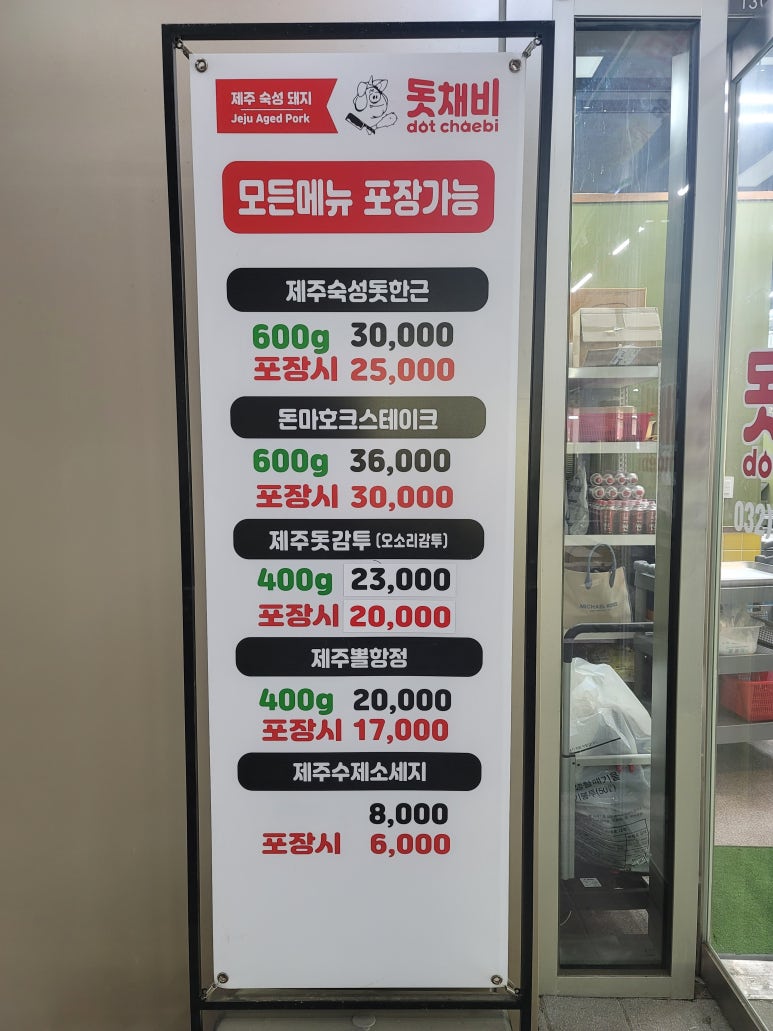 제주 숙성 돼지
Jeju Aged Pork
돗채비
dot chaebi
모든메뉴 포장가능
제주숙성돗한근
600g 30,000
포장시 25,000
돈마호크스테이크
600g 36,000
포장시 30,000
제주돗감투 (오소리감투)
400g 23,000
포장시 20,000
제주뽈항정
400g 20,000
포장시 17,000
제주수제소세지
8,000
포장시 6,000
MICHAEL KORS
032